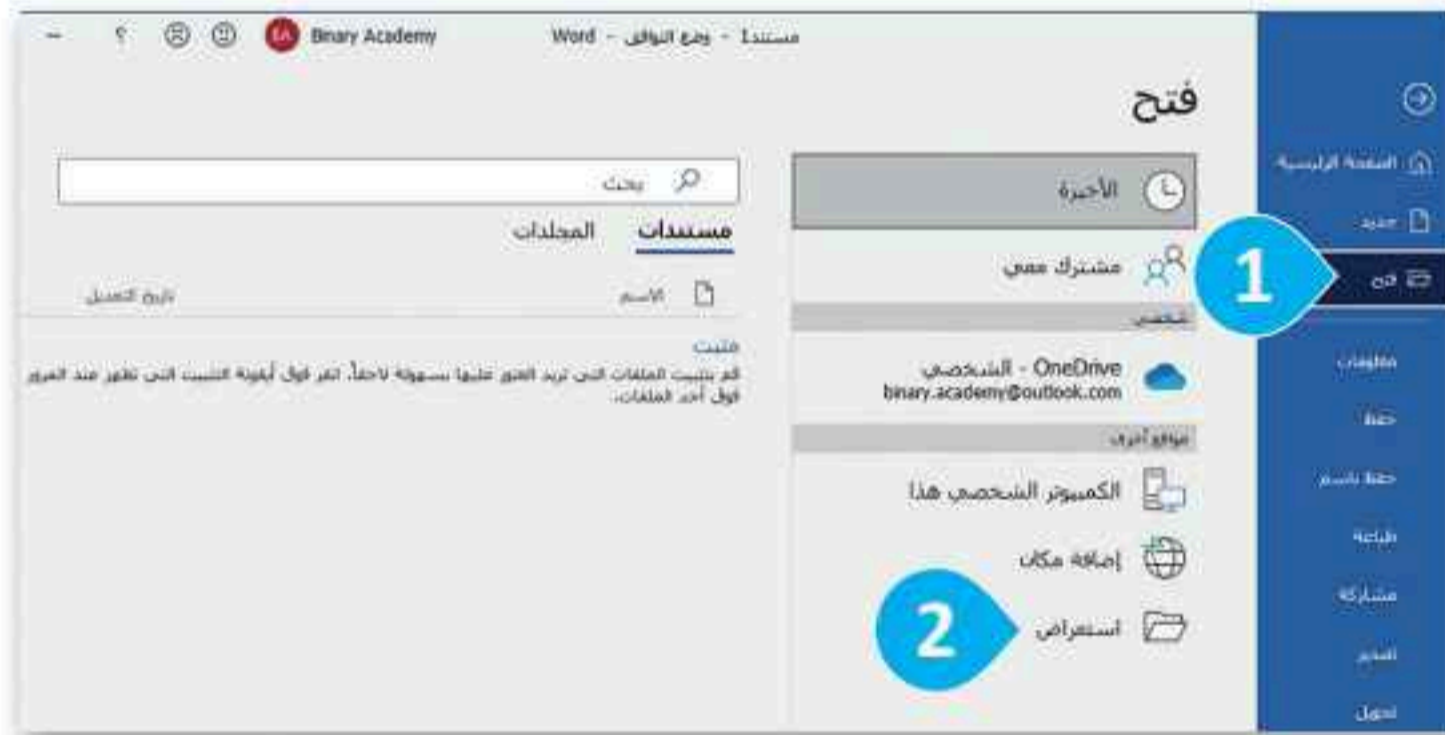 مستند1 - وضع التوافق - Word
Binary Academy
؟
فتح
الصفحة الرئيسية
جديد
فتح
معلومات
حفظ
حفظ باسم
طباعة
مشاركة
تصدير
تحويل
1
الأخيرة
مشترك معي
شخصي
OneDrive - الشخصي
binary.academy@outlook.com
مواقع أخرى
الكمبيوتر الشخصي هذا
إضافة مكان
استعراض
2
بحث
مستندات المجلدات
الاسم تاريخ التعديل
مثبت
قم بتثبيت الملفات التي تريد العثور عليها بسهولة لاحقاً. انقر فوق أيقونة التثبيت التي تظهر عند المرور
فوق أحد الملفات.